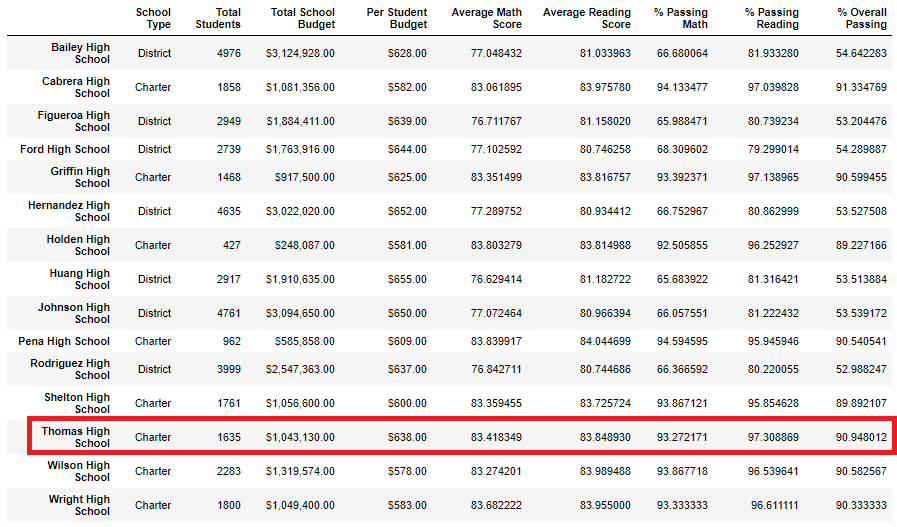 School Type Total Students Total School Budget Per Student Budget Average Math Score Average Reading Score % Passing Math % Passing Reading % Overall Passing
Bailey High School District 4976 $3,124,928.00 $628.00 77.048432 81.033963 66.680064 81.933280 54.642283
Cabrera High School Charter 1858 $1,081,356.00 $582.00 83.061895 83.975780 94.133477 97.039828 91.334769
Figueroa High School District 2949 $1,884,411.00 $639.00 76.711767 81.158020 65.988471 80.739234 53.204476
Ford High School District 2739 $1,763,916.00 $644.00 77.102592 80.746258 68.309602 79.299014 54.289887
Griffin High School Charter 1468 $917,500.00 $625.00 83.351499 83.816757 93.392371 97.138965 90.599455
Hernandez High School District 4635 $3,022,020.00 $652.00 77.289752 80.934412 66.752967 80.862999 53.527508
Holden High School Charter 427 $248,087.00 $581.00 83.803279 83.814988 92.505855 96.252927 89.227166
Huang High School District 2917 $1,910,635.00 $655.00 76.629414 81.182722 65.683922 81.316421 53.513884
Johnson High School District 4761 $3,094,650.00 $650.00 77.072464 80.966394 66.057551 81.222432 53.539172
Pena High School Charter 962 $585,858.00 $609.00 83.839917 84.044699 94.594595 95.945946 90.540541
Rodriguez High School District 3999 $2,547,363.00 $637.00 76.842711 80.744686 66.366592 80.220055 52.988247
Shelton High School Charter 1761 $1,056,600.00 $600.00 83.359455 83.725724 93.867121 95.854628 89.892107
Thomas High School Charter 1635 $1,043,130.00 $638.00 83.418349 83.848930 93.272171 97.308869 90.948012
Wilson High School Charter 2283 $1,319,574.00 $578.00 83.274201 83.989488 93.867718 96.539641 90.582567
Wright High School Charter 1800 $1,049,400.00 $583.00 83.682222 83.955000 93.333333 96.611111 90.333333